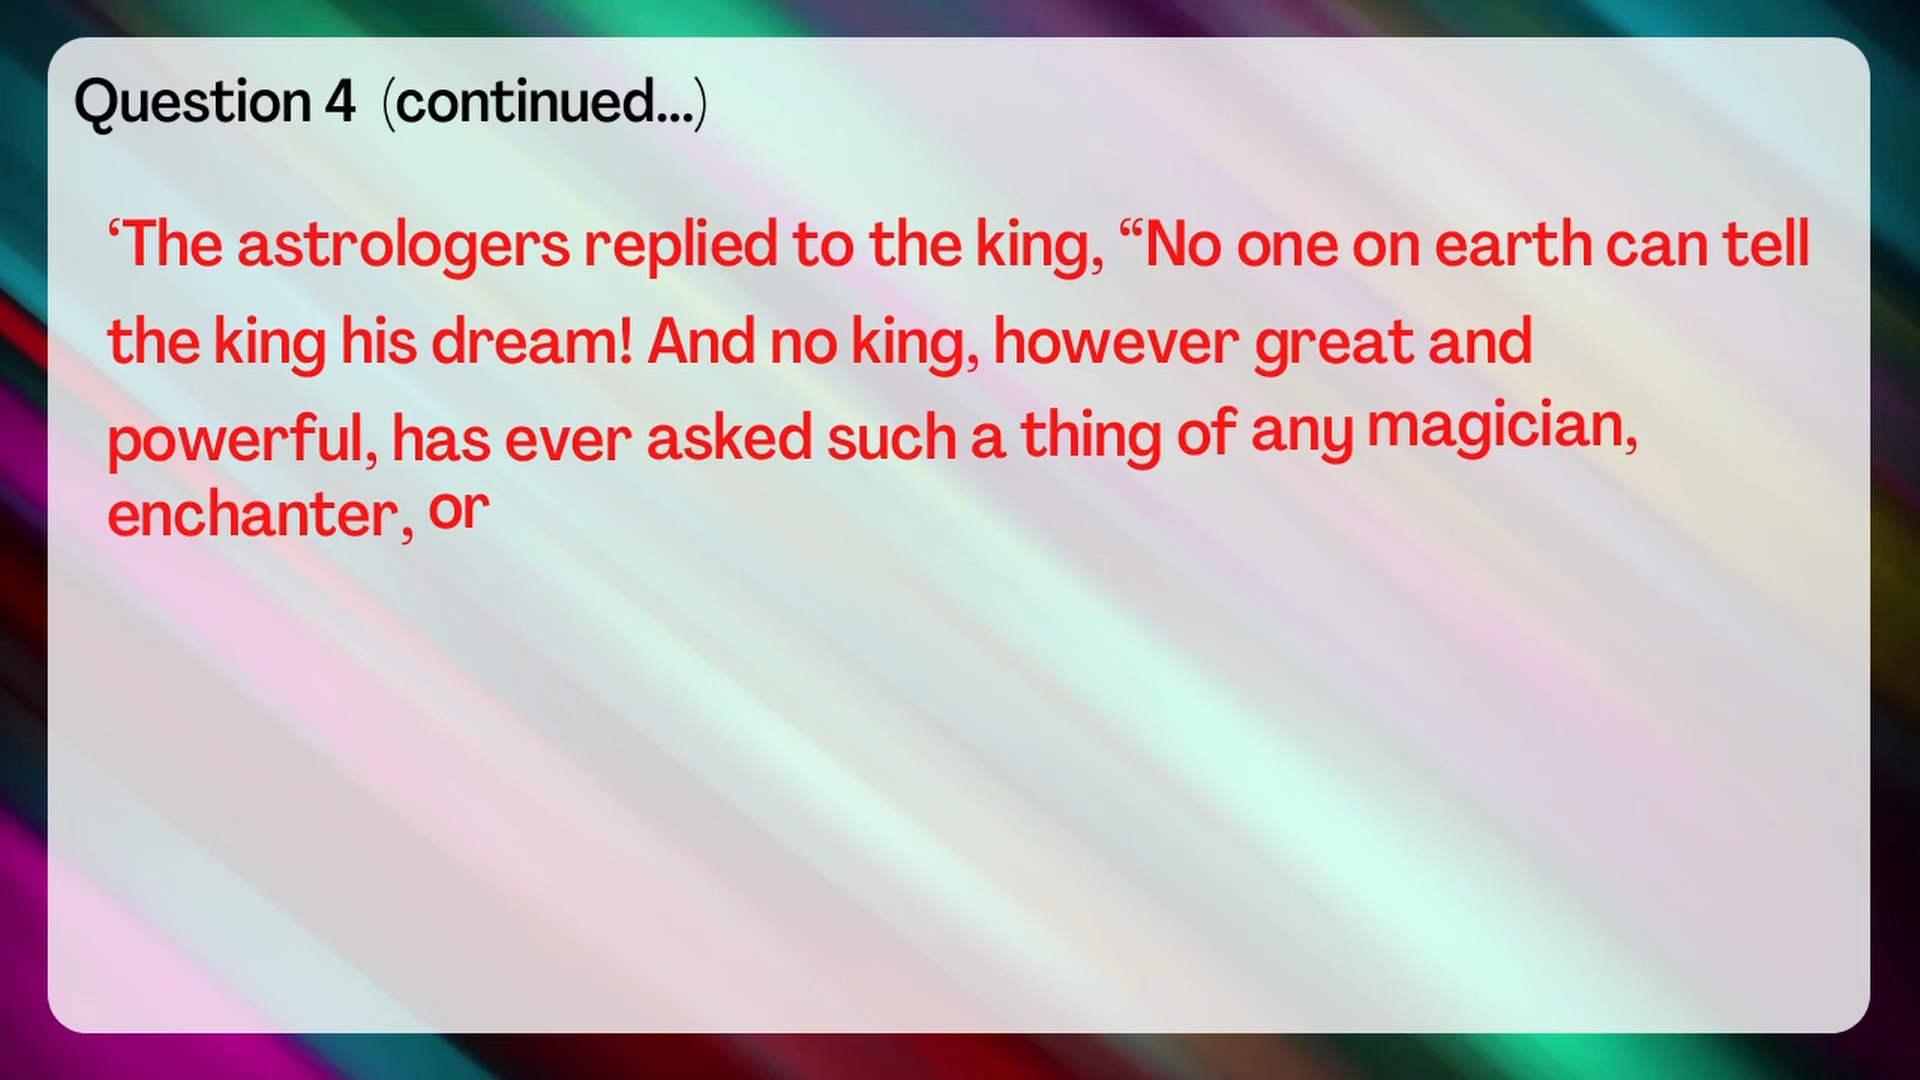 Question 4 (continued...)
‘The astrologers replied to the king, “No one on earth can tell
the king his dream! And no king, however great and
powerful, has ever asked such a thing of any magician,
enchanter, or